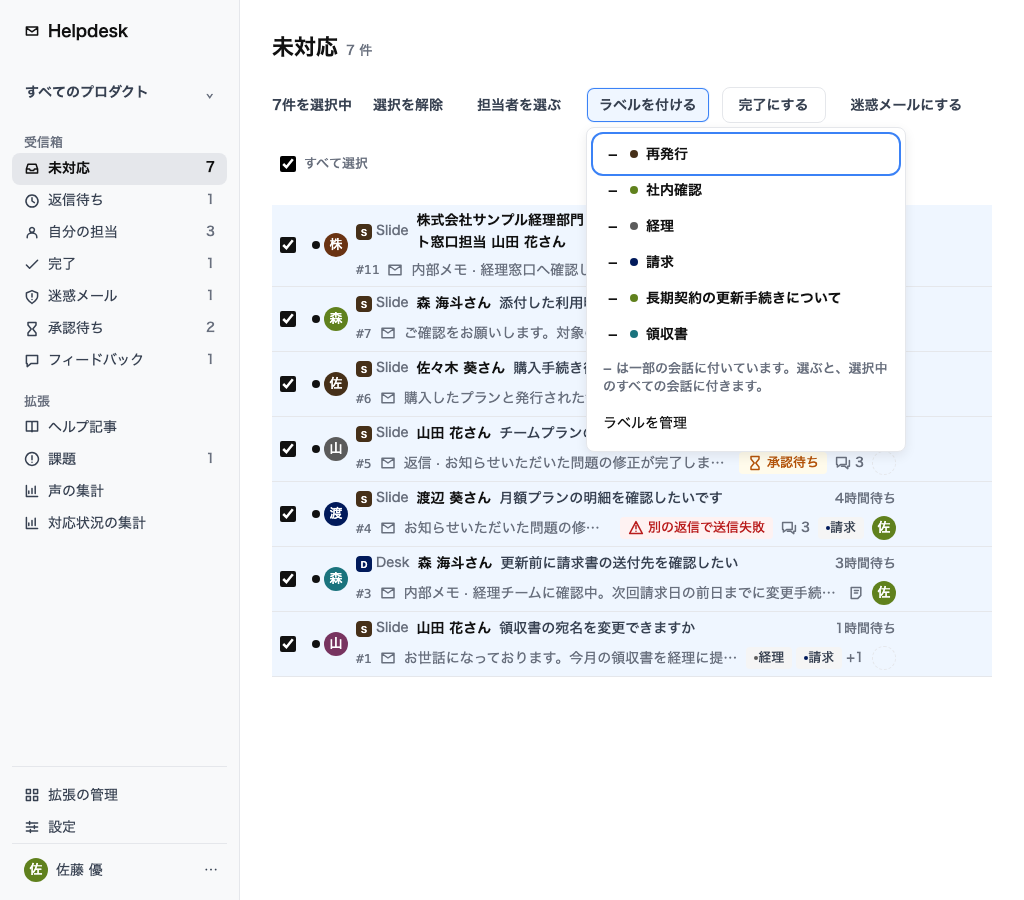 Helpdesk
すべてのプロダクト
受信箱
未対応 7
返信待ち 1
自分の担当 3
完了 1
迷惑メール 1
承認待ち 2
フィードバック 1
拡張
ヘルプ記事
課題 1
声の集計
対応状況の集計
拡張の管理
設定
佐 佐藤 優 …
未対応 7 件
7件を選択中 選択を解除 担当者を選ぶ ラベルを付ける 完了にする 迷惑メールにする
すべて選択
– 再発行
– 社内確認
– 経理
– 請求
– 長期契約の更新手続きについて
– 領収書
– は一部の会話に付いています。選ぶと、選択中
のすべての会話に付きます。
ラベルを管理
株 S Slide 株式会社サンプル経理部門
ト窓口担当 山田 花さん
#11 内部メモ · 経理窓口へ確認し
森 S Slide 森 海斗さん 添付した利用
#7 ご確認をお願いします。対象
佐 S Slide 佐々木 葵さん 購入手続き
#6 購入したプランと発行された
山 S Slide 山田 花さん チームプラン
#5 返信 · お知らせいただいた問題の修正が完了しま… 承認待ち 3
渡 S Slide 渡辺 葵さん 月額プランの明細を確認したいです 4時間待ち
#4 お知らせいただいた問題の修… 別の返信で送信失敗 3 •請求 佐
森 D Desk 森 海斗さん 更新前に請求書の送付先を確認したい 3時間待ち
#3 内部メモ · 経理チームに確認中。次回請求日の前日までに変更手続… 佐
山 S Slide 山田 花さん 領収書の宛名を変更できますか 1時間待ち
#1 お世話になっております。今月の領収書を経理に提… •経理 •請求 +1